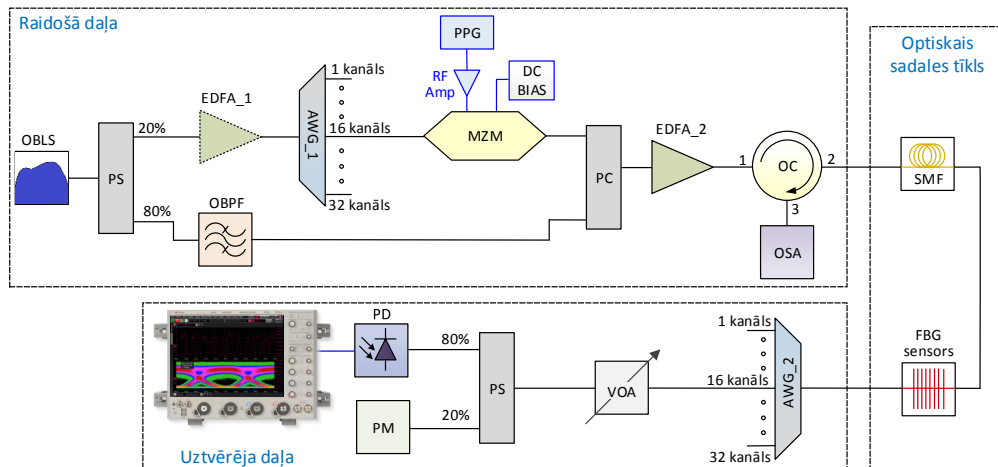 Raidošā daļa
Optiskais
sadales tīkls
PPG
RF
Amp
DC
BIAS
1 kanāls
EDFA_1
20%
AWG_1
16 kanāls
MZM
EDFA_2
OBLS
PS
PC
1
OC
2
SMF
3
32 kanāls
80%
OBPF
OSA
PD
80%
1 kanāls
FBG
sensors
PS
VOA
16 kanāls
AWG_2
PM
20%
32 kanāls
Uztvērēja daļa